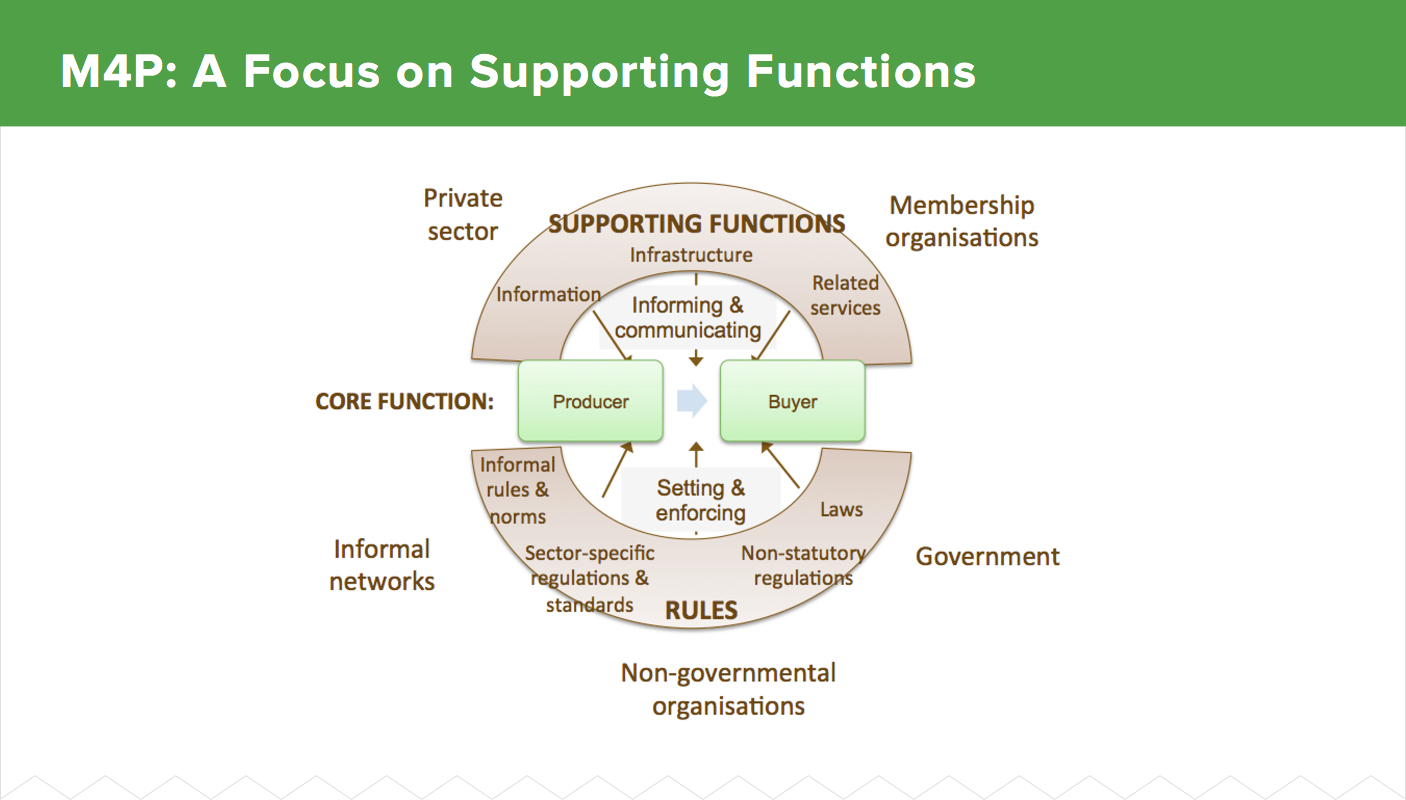 M4P: A Focus on Supporting Functions
Private
sector
Membership
organisations
SUPPORTING FUNCTIONS
Infrastructure
Information
Related
services
Informing &
communicating
CORE FUNCTION:
Producer
Buyer
Informal
rules &
norms
Setting &
enforcing
Laws
Sector-specific
regulations &
standards
Non-statutory
regulations
RULES
Informal
networks
Government
Non-governmental
organisations